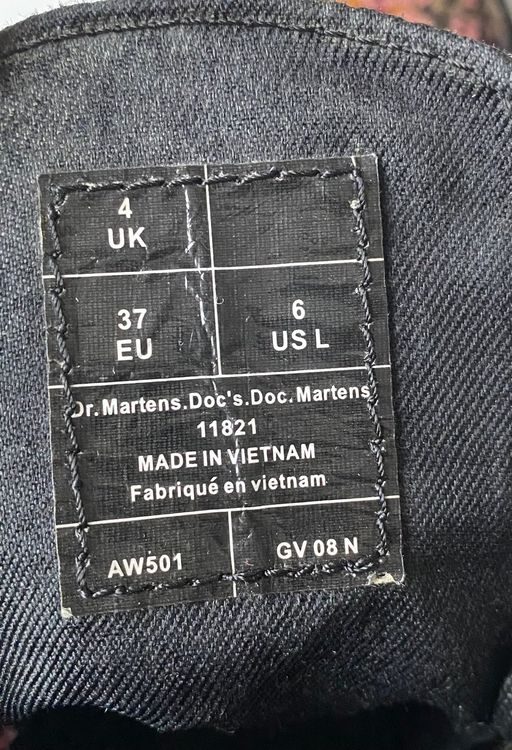 4
UK
37
EU
6
US L
Dr.Martens.Doc's.Doc.Martens
11821
MADE IN VIETNAM
Fabriqué en vietnam
AW501
GV 08 N